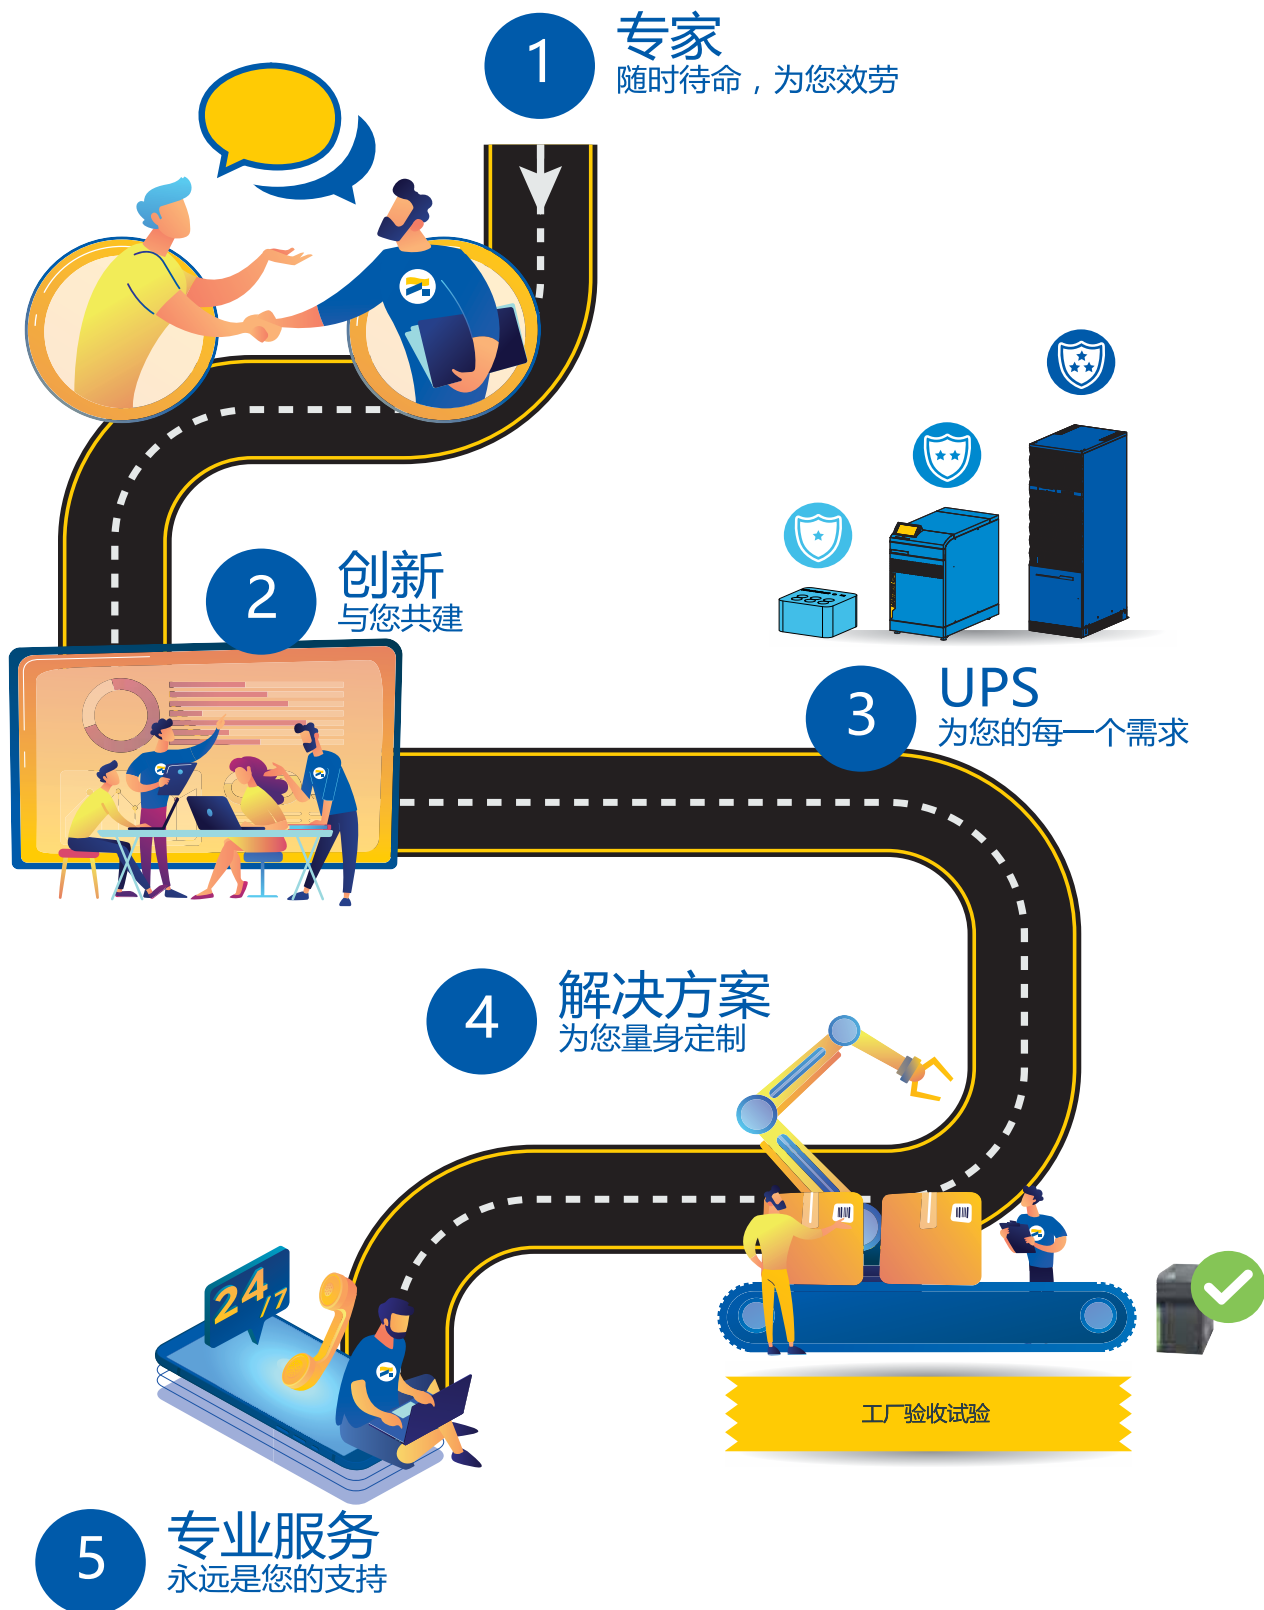 1
专家
随时待命，为您效劳
2
创新
与您共建
3
UPS
为您的每一个需求
4
解决方案
为您量身定制
24
/7
工厂验收试验
5
专业服务
永远是您的支持